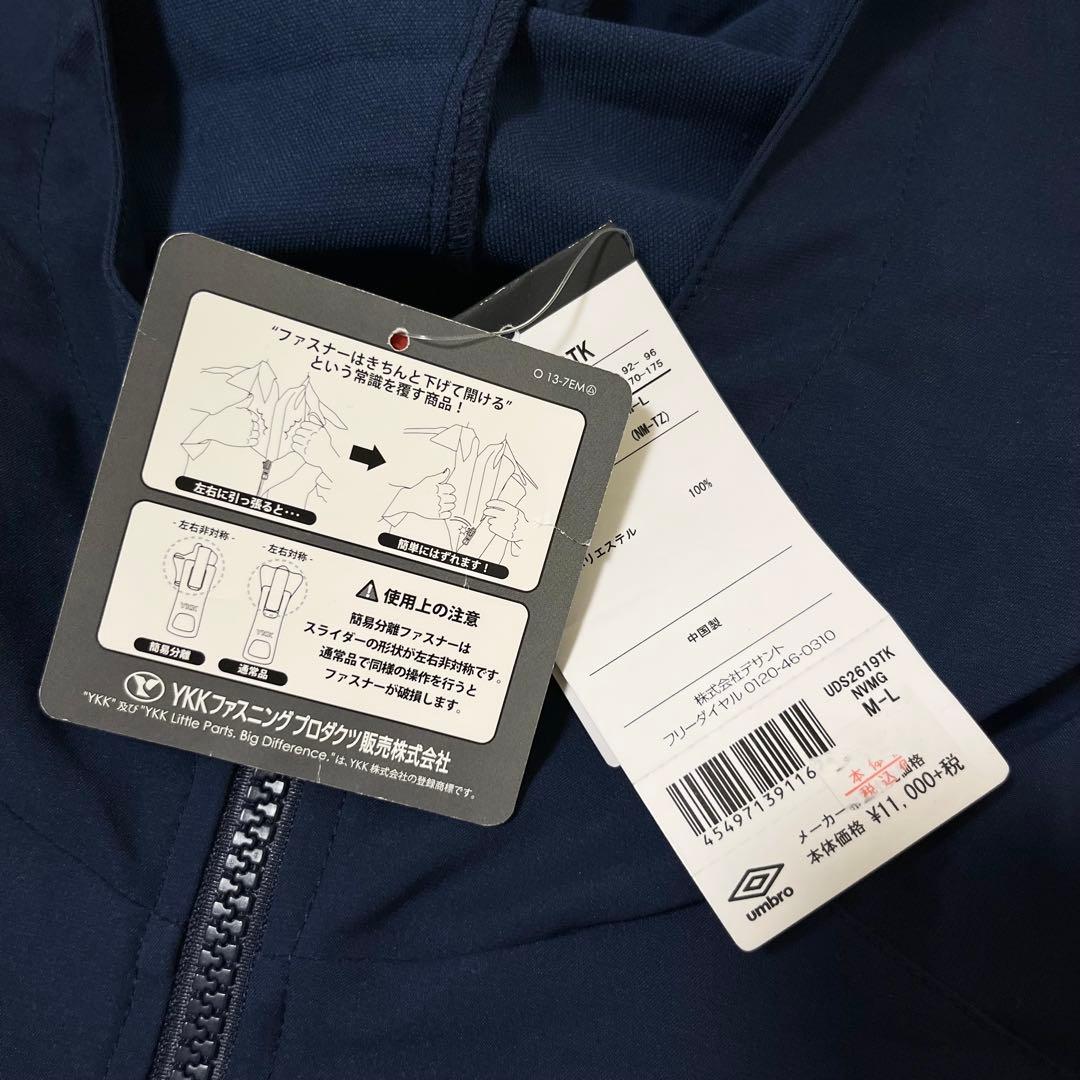 "ファスナーはきちんと下げて開ける"
という常識を覆す商品！
O 13-7EM
左右に引っ張ると・・・
簡単にはずれます！
- 左右非対称 -
- 左右対称 -
YKK
YKK
簡易分離
通常品
使用上の注意
簡易分離ファスナーは
スライダーの形状が左右非対称です。
通常品で同様の操作を行うと
ファスナーが破損します。
YKKファスニングプロダクツ販売株式会社
"YKK" 及び "YKK Little Parts. Big Difference."は、YKK 株式会社の登録商標です。
TK
92- 96
70-175
M-L
(NM-TZ)
100%
リエステル
中国製
株式会社デサント
フリーダイヤル 0120-46-0310
UDS2619TK
NVMG
M-L
45497139116
本体
税込
メーカー
価格
本体価格 ¥11,000+税
umbro